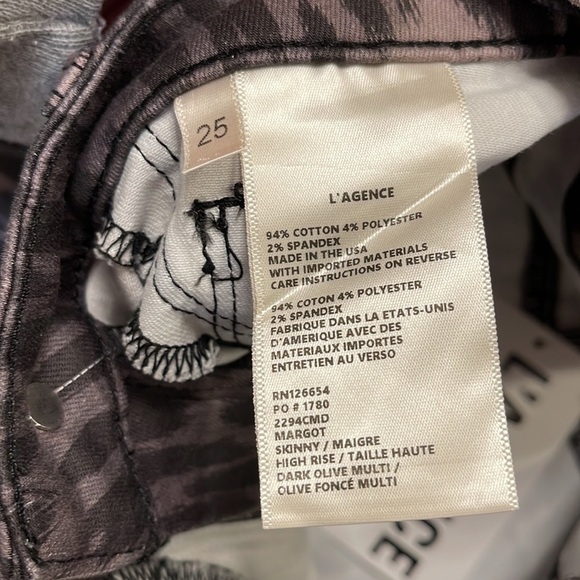 25
L'AGENCE
94% COTTON 4% POLYESTER
2% SPANDEX
MADE IN THE USA
WITH IMPORTED MATERIALS
CARE INSTRUCTIONS ON REVERSE
94% COTON 4% POLYESTER
2% SPANDEX
FABRIQUE DANS LA ETATS-UNIS
D'AMERIQUE AVEC DES
MATERIAUX IMPORTES
ENTRETIEN AU VERSO
RN126654
PO # 1780
2294CMD
MARGOT
SKINNY / MAIGRE
HIGH RISE / TAILLE HAUTE
DARK OLIVE MULTI /
OLIVE FONCÉ MULTI